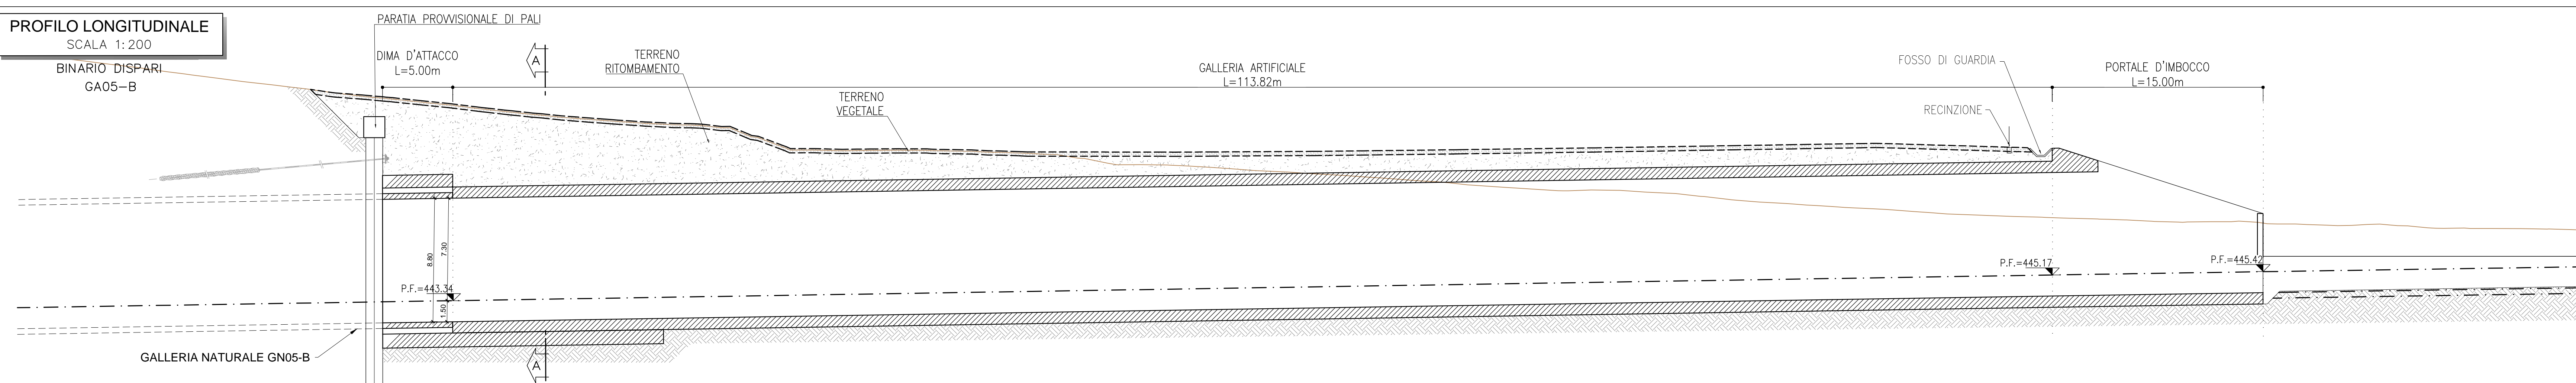 PROFILO LONGITUDINALE
SCALA 1:200
BINARIO DISPARI
GA05-B
PARATIA PROVVISIONALE DI PALI
DIMA D'ATTACCO
L=5.00m
A
TERRENO
RITOMBAMENTO
TERRENO
VEGETALE
GALLERIA ARTIFICIALE
L=113.82m
FOSSO DI GUARDIA
RECINZIONE
PORTALE D'IMBOCCO
L=15.00m
8.80
7.30
1.50
P.F.=443.34
P.F.=445.17
P.F.=445.42
GALLERIA NATURALE GN05-B
A